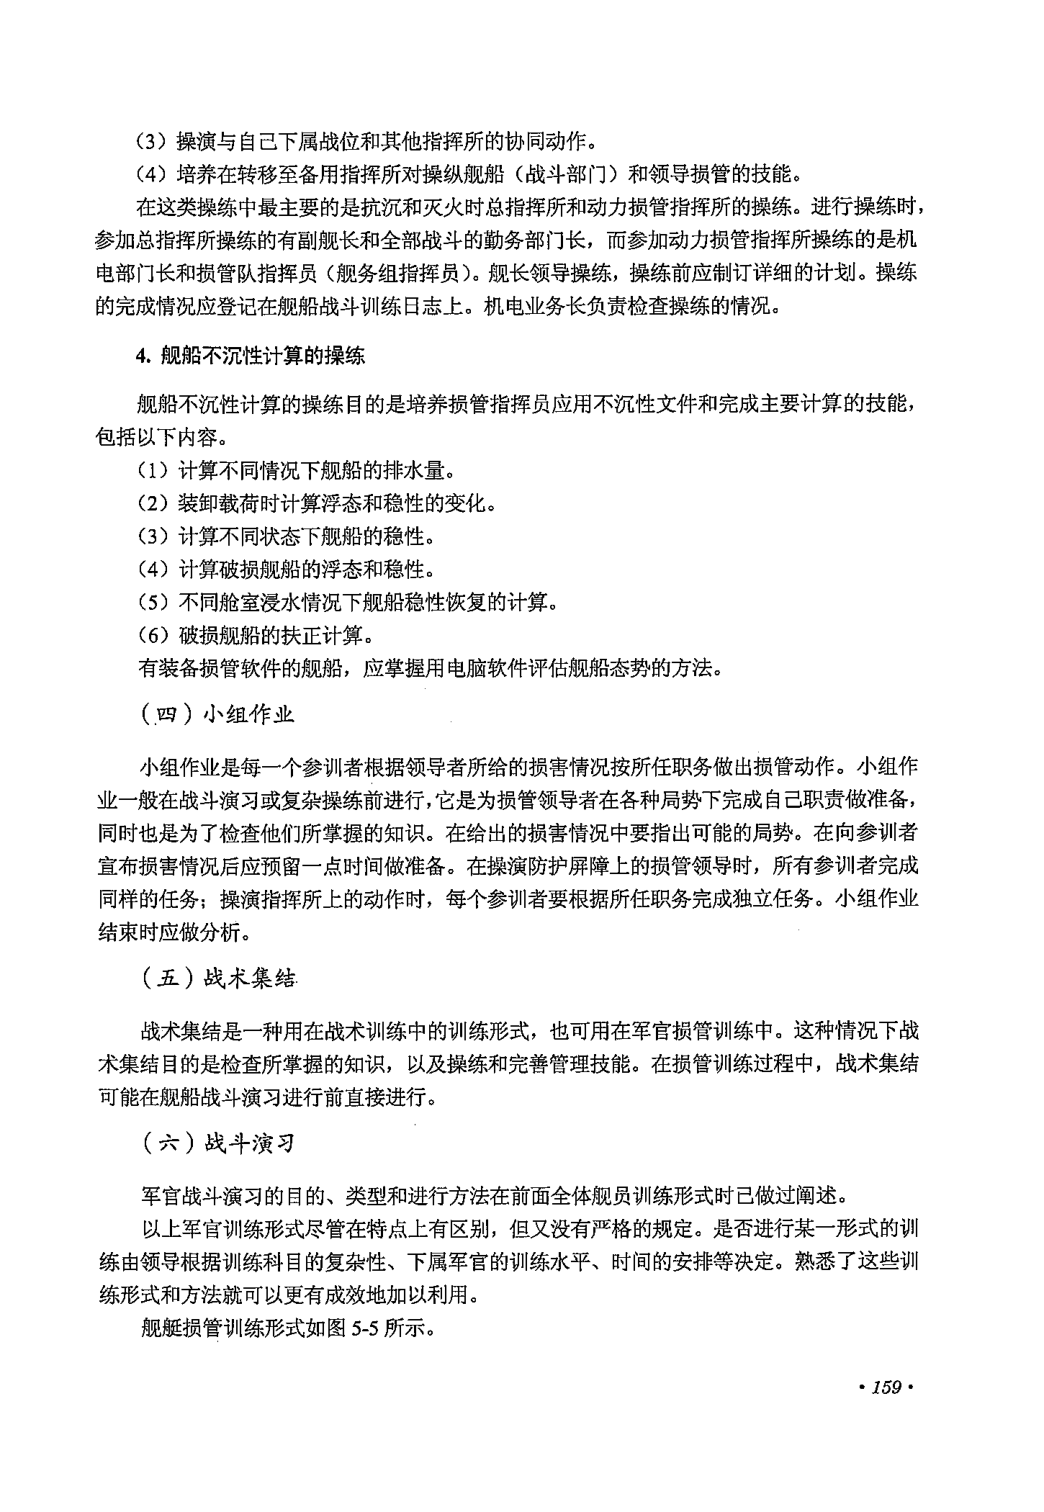 （3）操演与自己下属战位和其他指挥所的协同动作。
（4）培养在转移至备用指挥所对操纵舰船（战斗部门）和领导损管的技能。
在这类操练中最主要的是抗沉和灭火时总指挥所和动力损管指挥所的操练。进行操练时，
参加总指挥所操练的有副舰长和全部战斗的勤务部门长，而参加动力损管指挥所操练的是机
电部门长和损管队指挥员（舰务组指挥员）。舰长领导操练，操练前应制订详细的计划。操练
的完成情况应登记在舰船战斗训练日志上。机电业务长负责检查操练的情况。
4. 舰船不沉性计算的操练
舰船不沉性计算的操练目的是培养损管指挥员应用不沉性文件和完成主要计算的技能，
包括以下内容。
（1）计算不同情况下舰船的排水量。
（2）装卸载荷时计算浮态和稳性的变化。
（3）计算不同状态下舰船的稳性。
（4）计算破损舰船的浮态和稳性。
（5）不同舱室浸水情况下舰船稳性恢复的计算。
（6）破损舰船的扶正计算。
有装备损管软件的舰船，应掌握用电脑软件评估舰船态势的方法。
（四）小组作业
小组作业是每一个参训者根据领导者所给的损害情况按所任职务做出损管动作。小组作
业一般在战斗演习或复杂操练前进行，它是为损管领导者在各种局势下完成自己职责做准备，
同时也是为了检查他们所掌握的知识。在给出的损害情况中要指出可能的局势。在向参训者
宣布损害情况后应预留一点时间做准备。在操演防护屏障上的损管领导时，所有参训者完成
同样的任务；操演指挥所上的动作时，每个参训者要根据所任职务完成独立任务。小组作业
结束时应做分析。
（五）战术集结
战术集结是一种用在战术训练中的训练形式，也可用在军官损管训练中。这种情况下战
术集结目的是检查所掌握的知识，以及操练和完善管理技能。在损管训练过程中，战术集结
可能在舰船战斗演习进行前直接进行。
（六）战斗演习
军官战斗演习的目的、类型和进行方法在前面全体舰员训练形式时已做过阐述。
以上军官训练形式尽管在特点上有区别，但又没有严格的规定。是否进行某一形式的训
练由领导根据训练科目的复杂性、下属军官的训练水平、时间的安排等决定。熟悉了这些训
练形式和方法就可以更有成效地加以利用。
舰艇损管训练形式如图 5-5 所示。
·159·